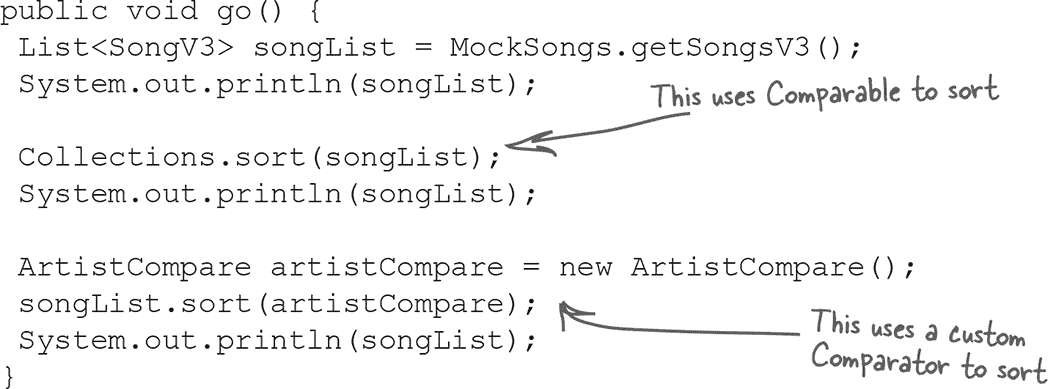 public void go() {
List<SongV3> songList = MockSongs.getSongsV3();
System.out.println(songList);
This uses Comparable to sort
Collections.sort(songList);
System.out.println(songList);
ArtistCompare artistCompare = new ArtistCompare();
songList.sort(artistCompare);
System.out.println(songList);
This uses a custom
Comparator to sort
}